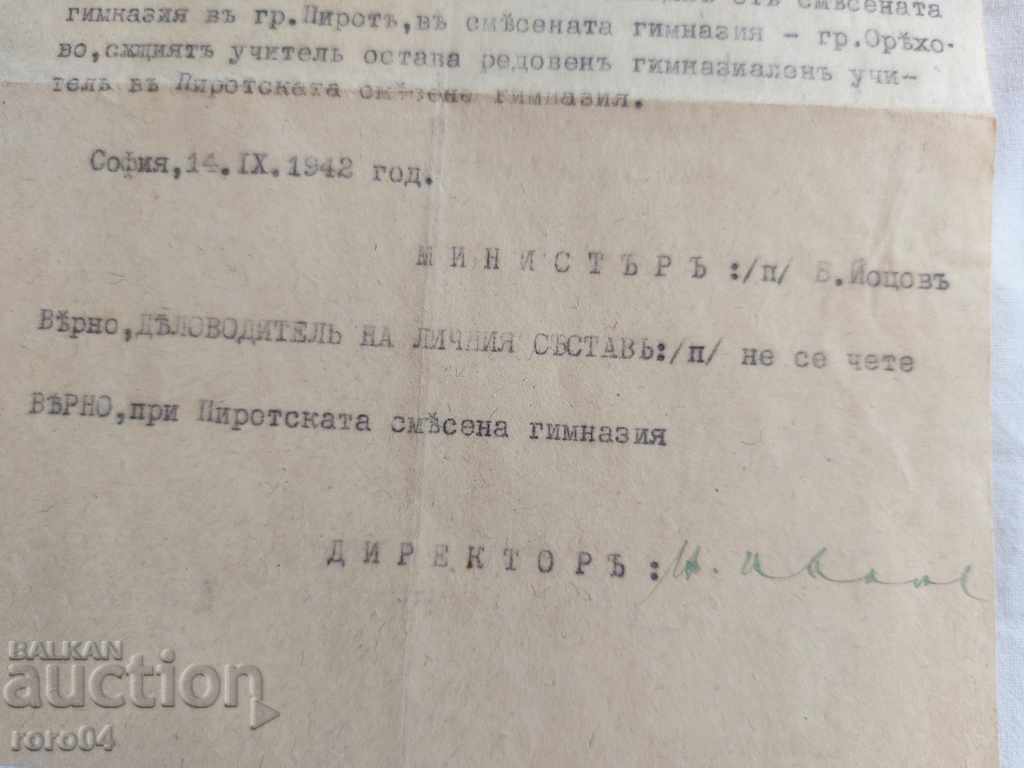 отъ смѣсената
гимназия въ гр.Пиротъ,въ смѣсената гимназия – гр.Орѣхо-
во,сѫщиятъ учитель остава редовенъ гимназиаленъ учи-
тель въ Пиротската смѣсена гимназия.
София,14.IX.1942 год.
МИНИСТЪРЪ:/п/ Б.Йоцовъ
Вѣрно,ДѢЛОВОДИТЕЛЬ НА ЛИЧНИЯ СЪСТАВЪ:/п/ не се чете
ВѢРНО,при Пиротската смѣсена гимназия
ДИРЕКТОРЪ:
BALKAN
auction
roro04